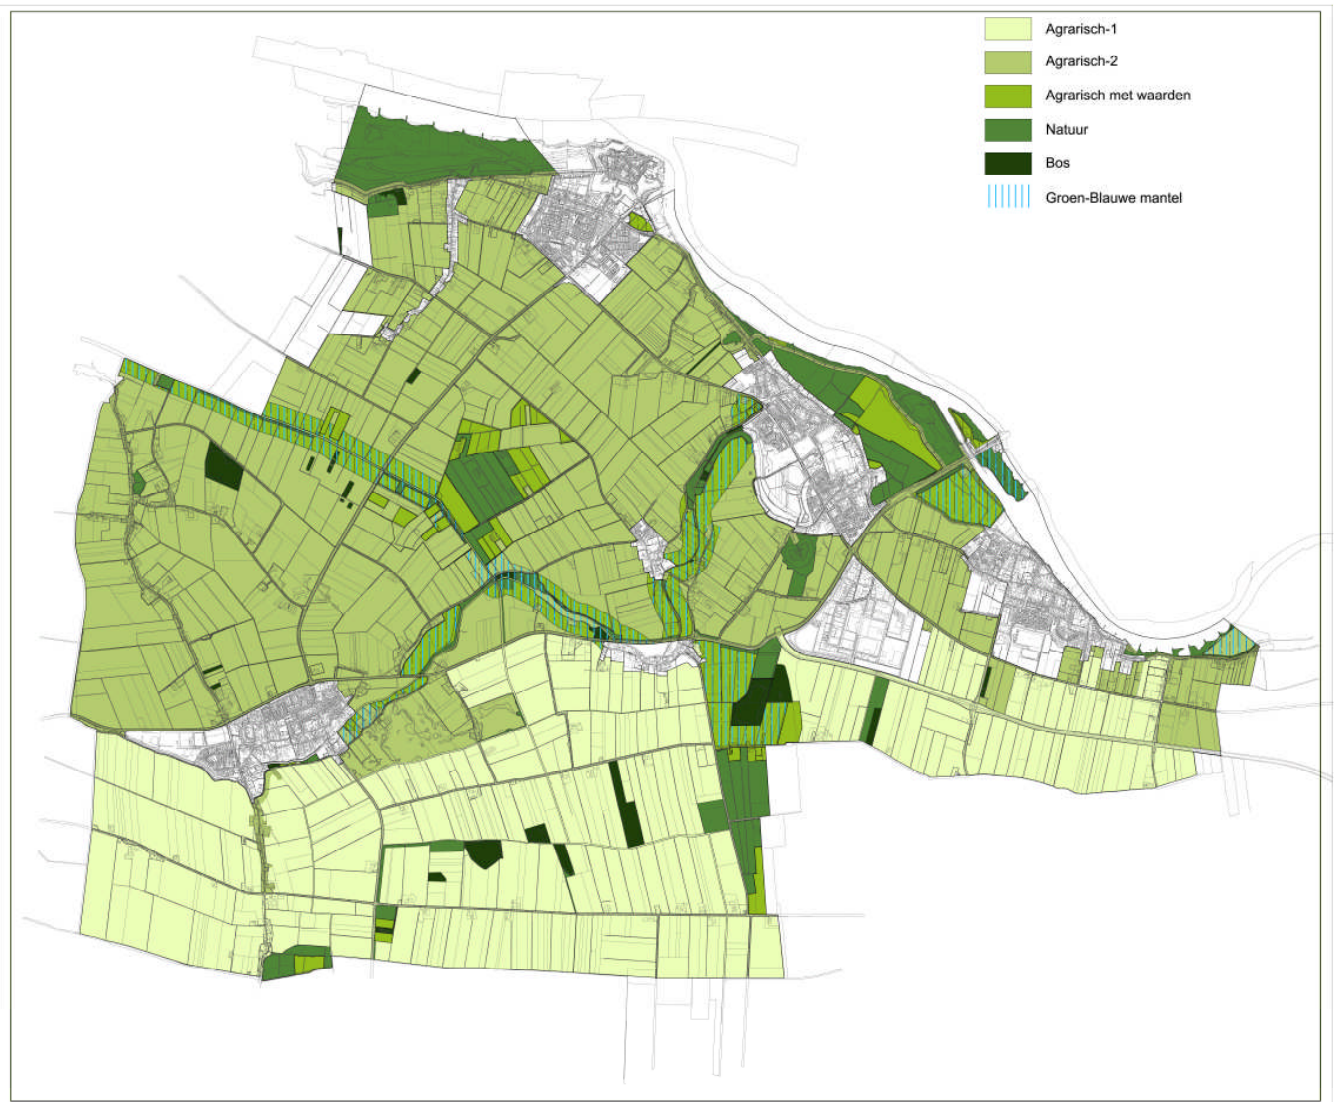 Agrarisch-1
Agrarisch-2
Agrarisch met waarden
Natuur
Bos
Groen-Blauwe mantel